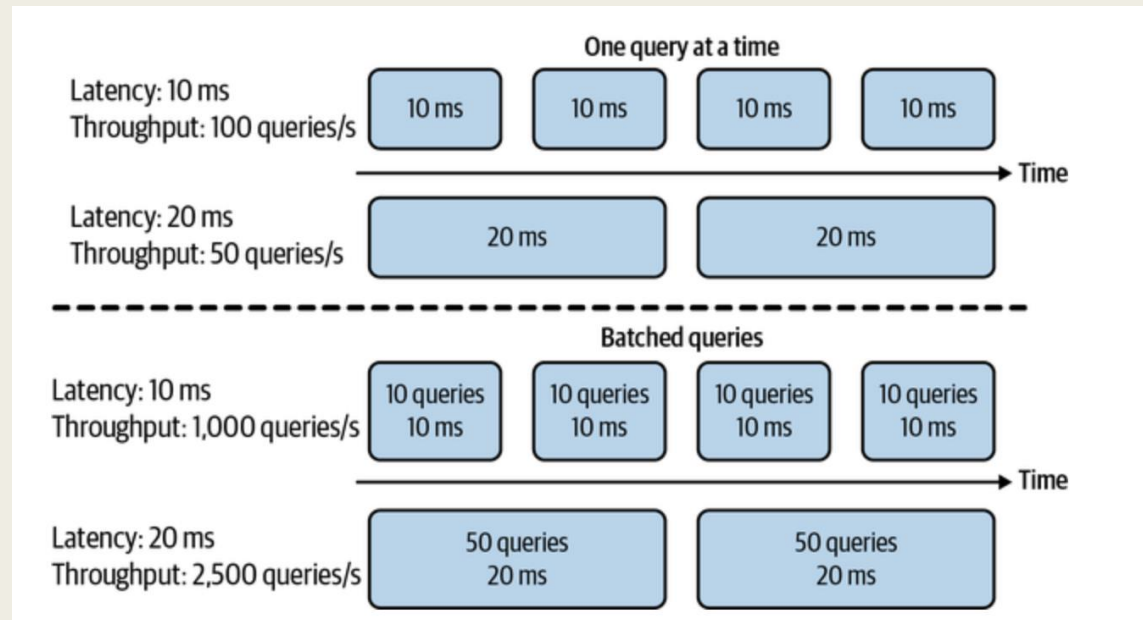 One query at a time
Latency: 10 ms
Throughput: 100 queries/s
10 ms
10 ms
10 ms
10 ms
Time
Latency: 20 ms
Throughput: 50 queries/s
20 ms
20 ms
Batched queries
Latency: 10 ms
Throughput: 1,000 queries/s
10 queries
10 ms
10 queries
10 ms
10 queries
10 ms
10 queries
10 ms
Time
Latency: 20 ms
Throughput: 2,500 queries/s
50 queries
20 ms
50 queries
20 ms